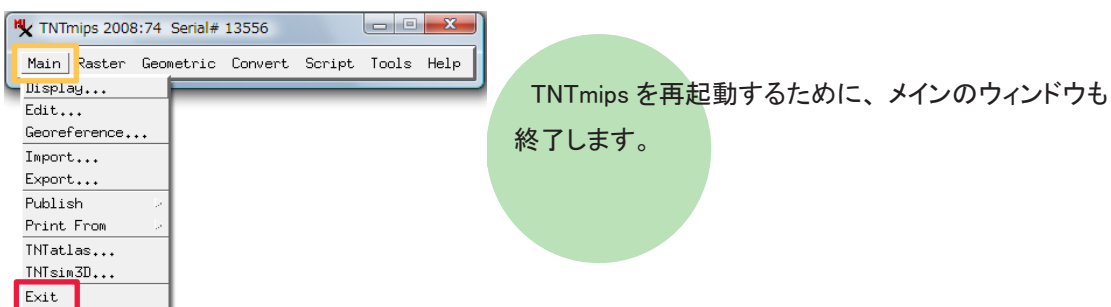 TNTmips 2008:74 Serial# 13556
Main Raster Geometric Convert Script Tools Help
Display...
Edit...
Georeference...
Import...
Export...
Publish
Print From
TNTatlas...
TNTsim3D...
Exit
TNTmips を再起動するために、メインのウィンドウも
終了します。